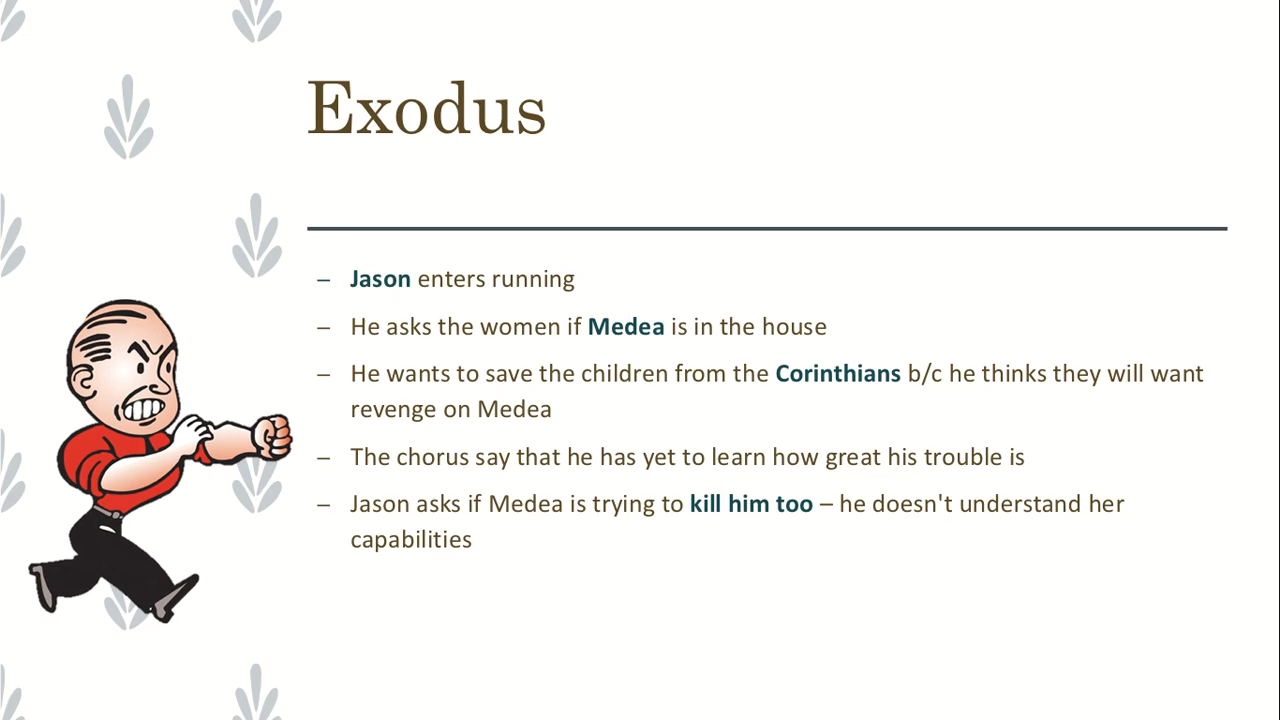 Exodus
– Jason enters running
– He asks the women if Medea is in the house
– He wants to save the children from the Corinthians b/c he thinks they will want
revenge on Medea
– The chorus say that he has yet to learn how great his trouble is
– Jason asks if Medea is trying to kill him too – he doesn't understand her
capabilities